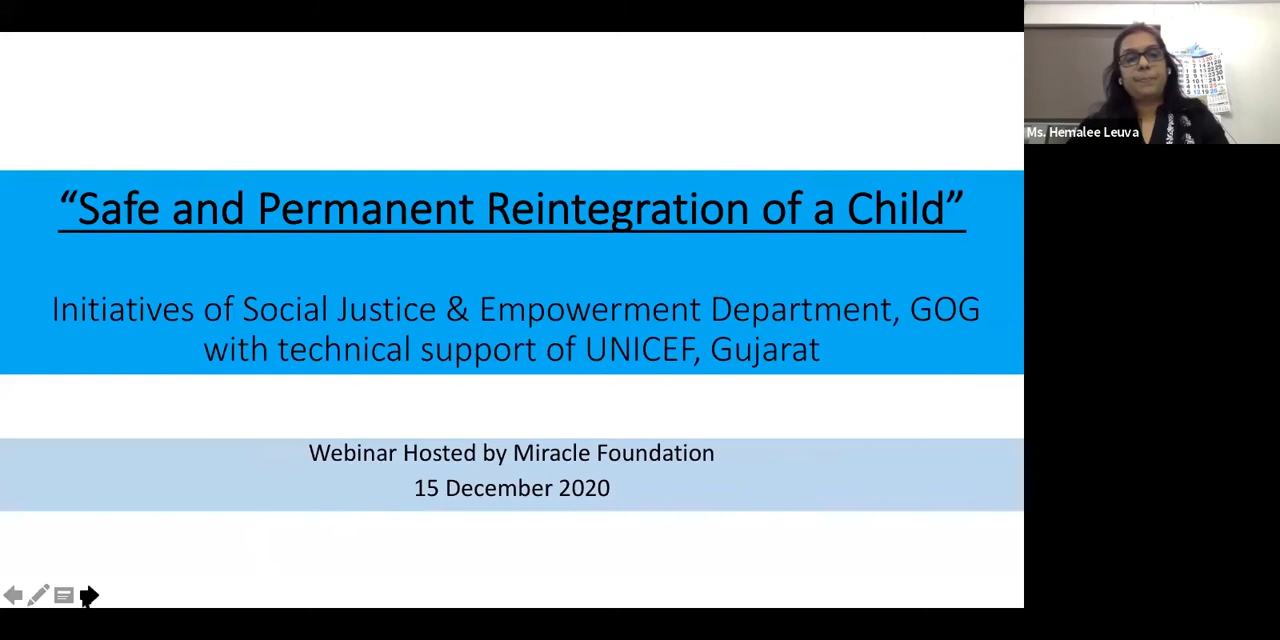 “Safe and Permanent Reintegration of a Child”
Initiatives of Social Justice & Empowerment Department, GOG
with technical support of UNICEF, Gujarat
Webinar Hosted by Miracle Foundation
15 December 2020
Ms. Hemalee Leuva